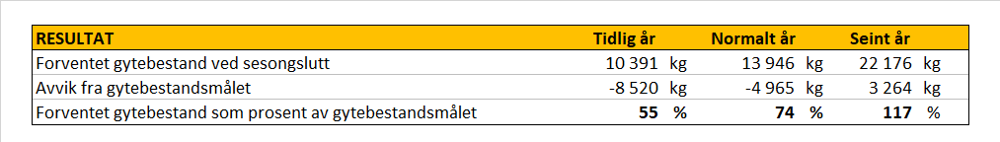 RESULTAT Tidlig år Normalt år Seint år
Forventet gytebestand ved sesongslutt 10 391 kg 13 946 kg 22 176 kg
Avvik fra gytebestandsmålet -8 520 kg -4 965 kg 3 264 kg
Forventet gytebestand som prosent av gytebestandsmålet 55 % 74 % 117 %